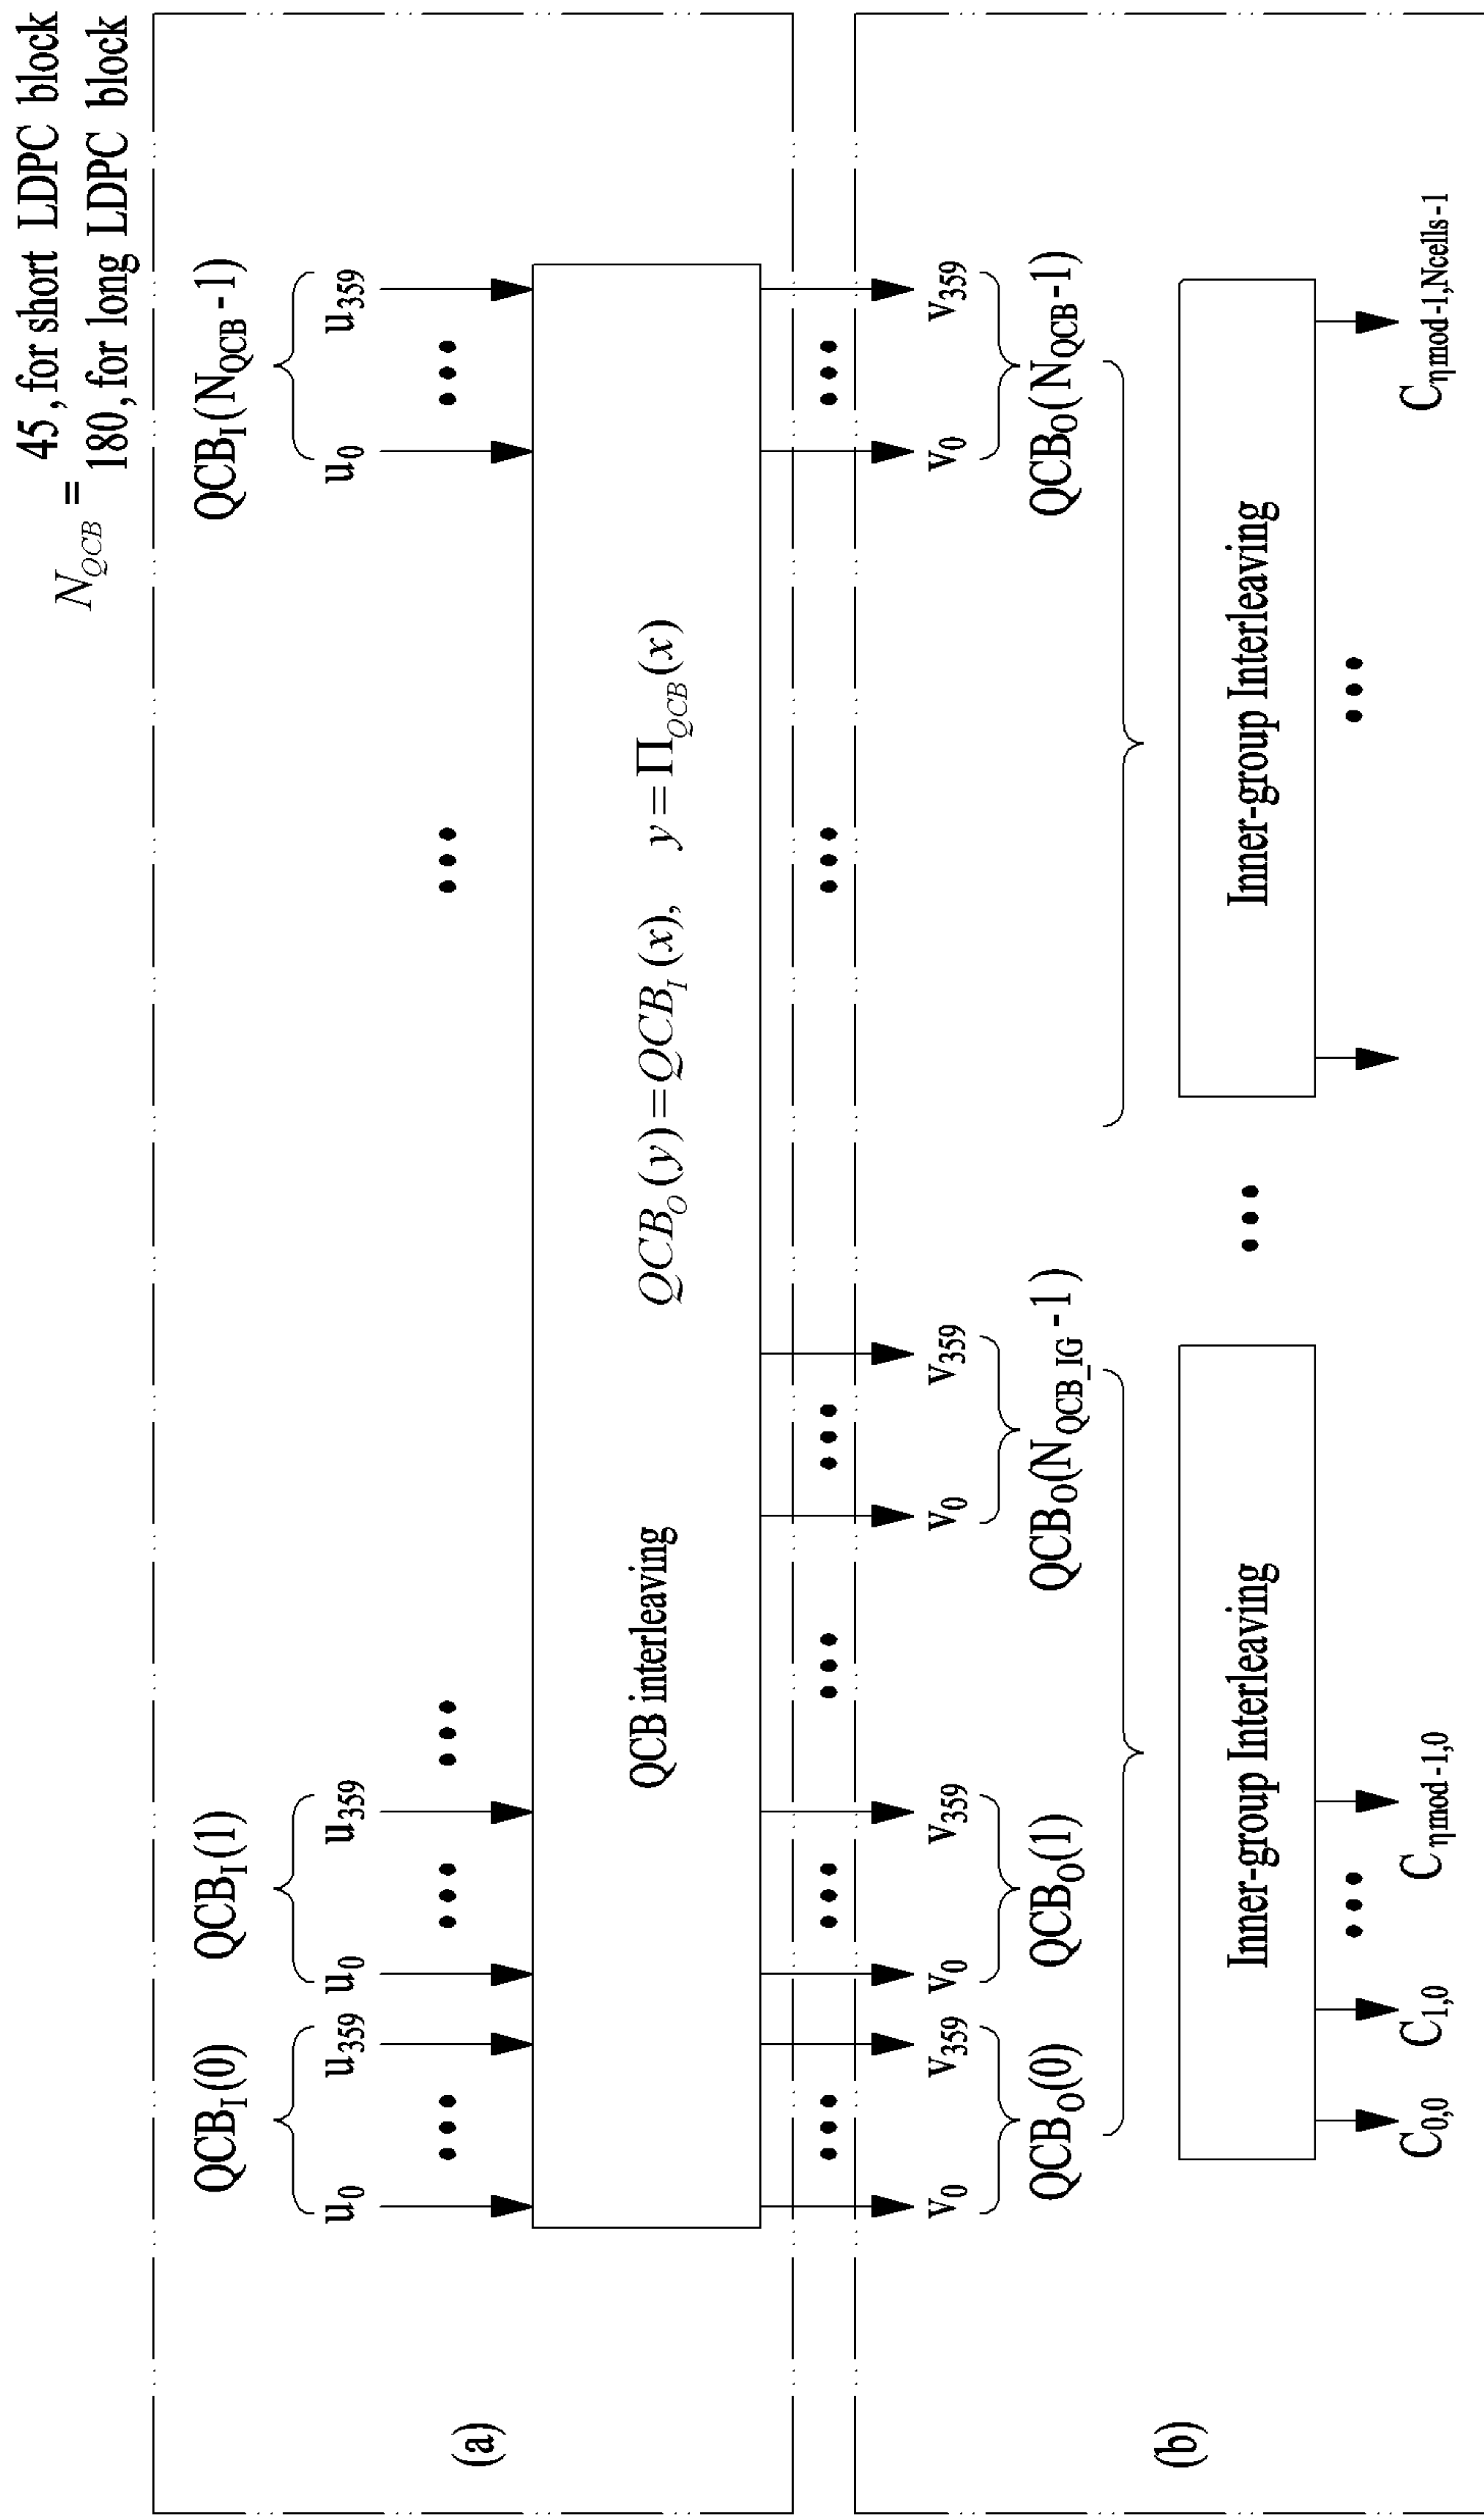 N_QCB = 45 ,for short LDPC block
180, for long LDPC block
(a)
QCB_I(0) QCB_I(1) QCB_I(N_QCB -1)
u_0 ••• u_359 u_0 ••• u_359 ••• ••• u_0 ••• u_359
QCB interleaving QCB_O(y)=QCB_I(x), y=Π_QCB(x)
••• ••• ••• ••• ••• •••
(b)
v_0 v_359 v_0 v_359 v_0 v_359 v_0 v_359
QCB_O(0) QCB_O(1) QCB_O(N_QCB_IG -1) QCB_O(N_QCB-1)
Inner-group Interleaving ••• Inner-group Interleaving
C_0,0 C_1,0 ••• C_ηmod -1,0 ••• C_ηmod-1,Ncells-1